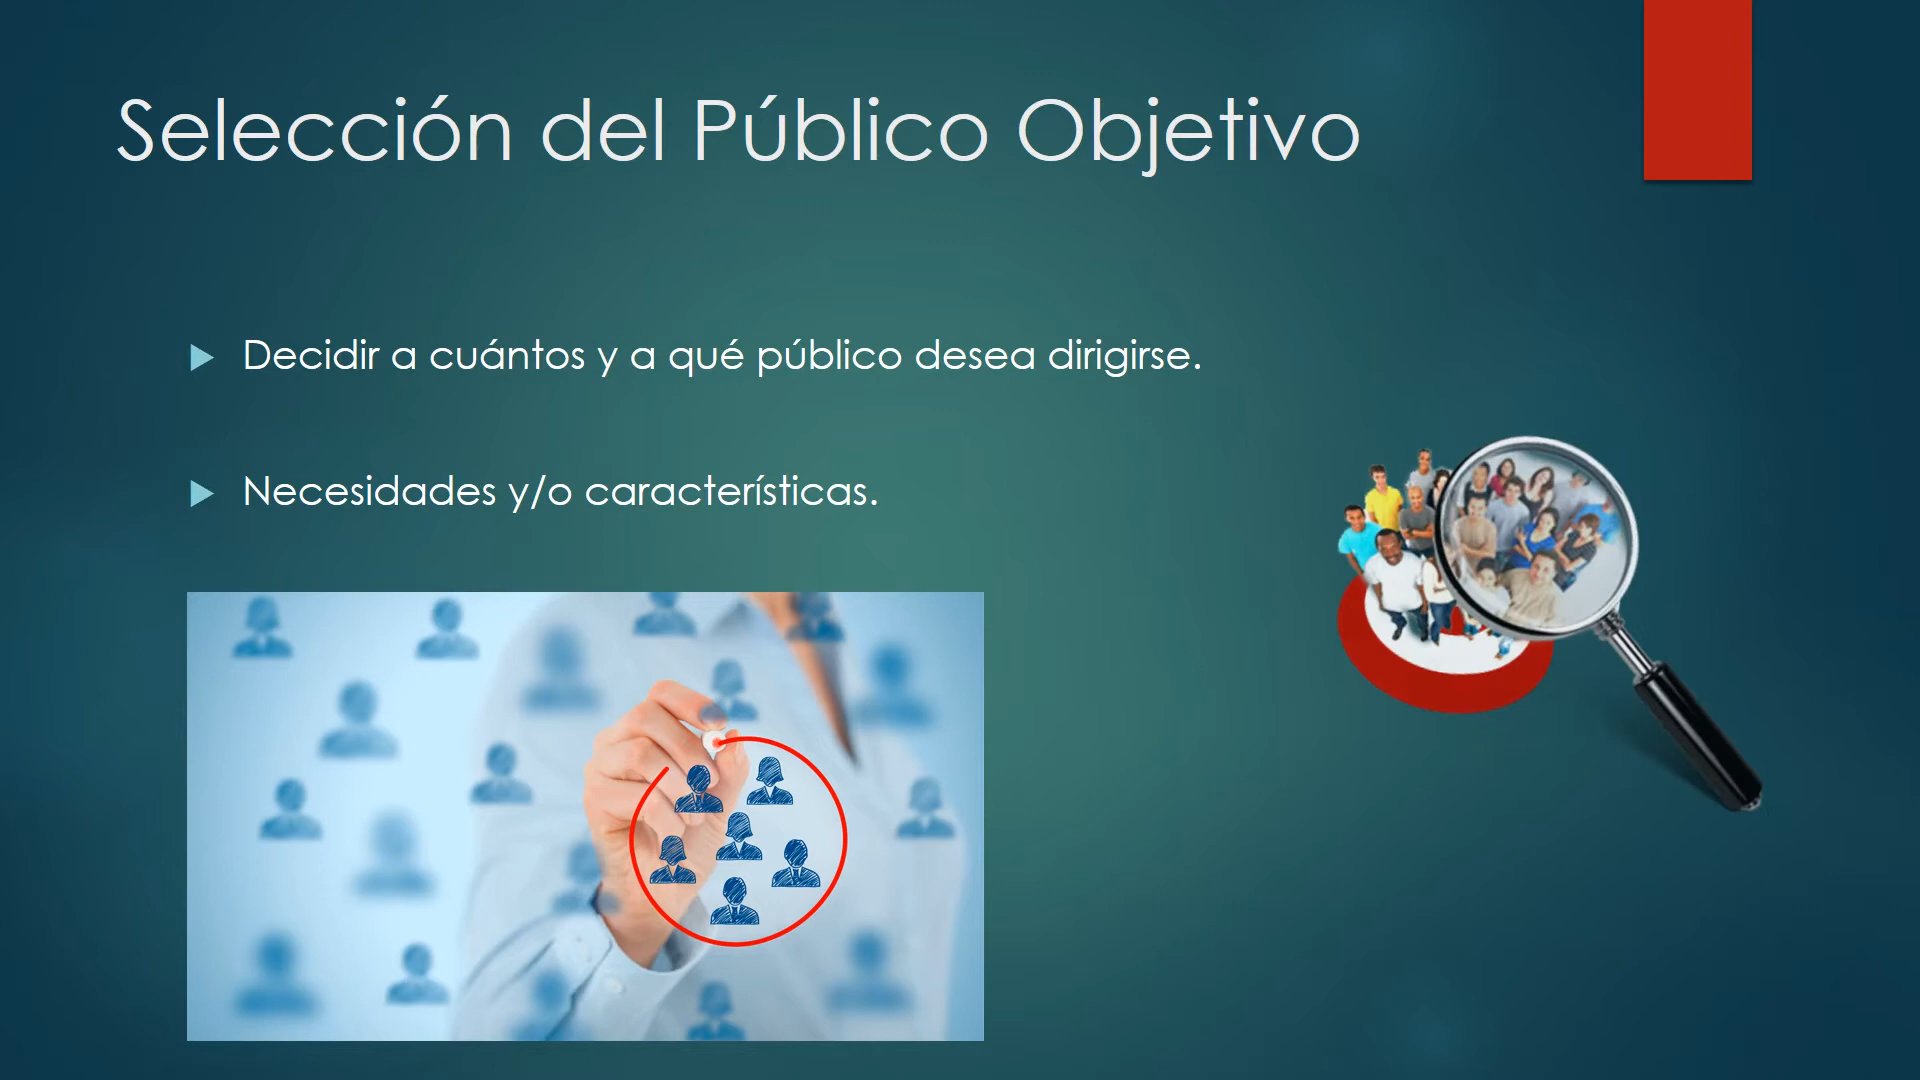 Selección del Público Objetivo
Decidir a cuántos y a qué público desea dirigirse.
Necesidades y/o características.